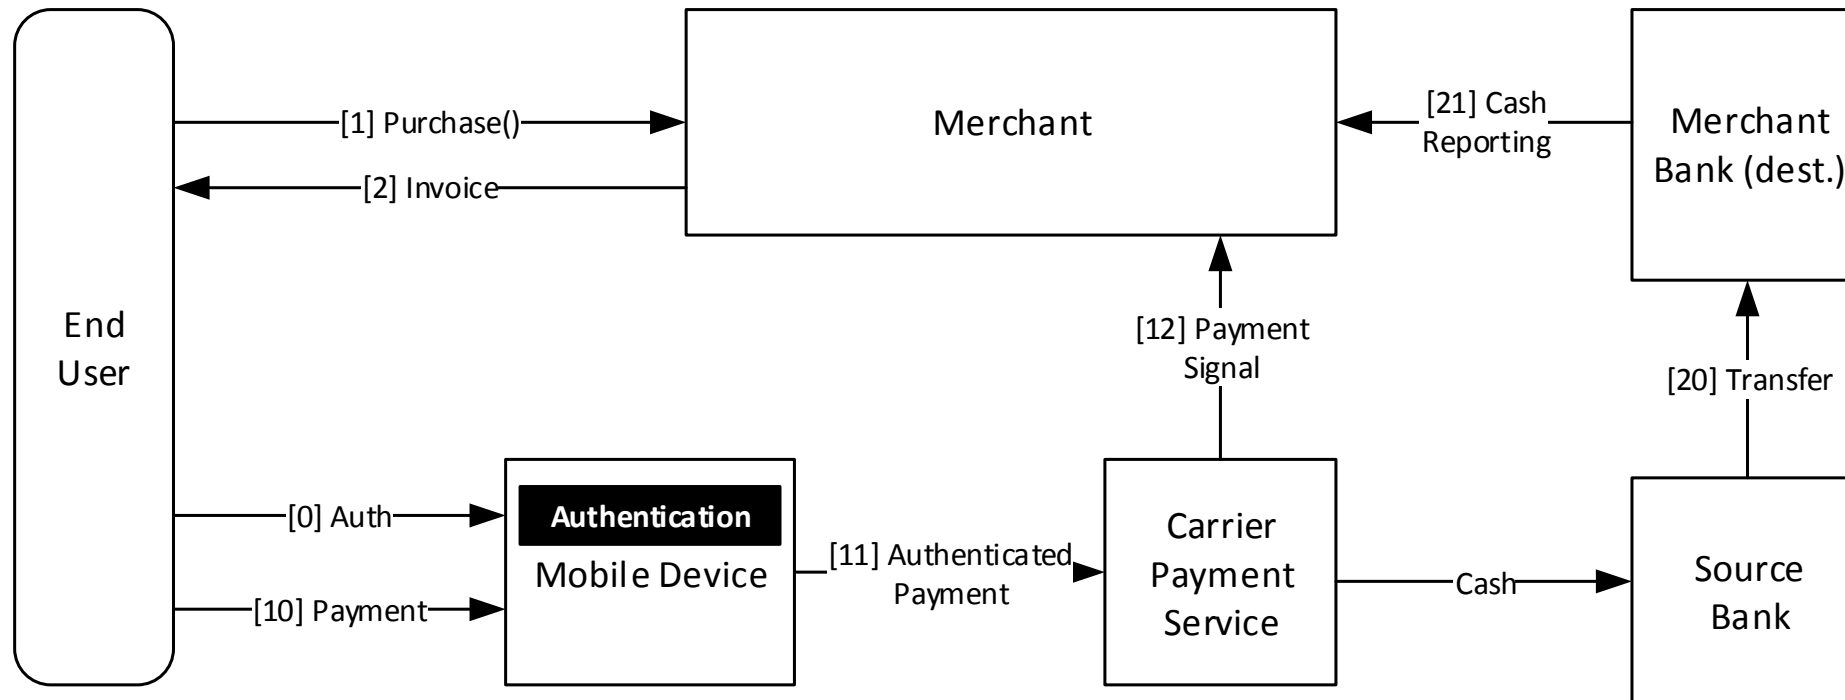 [1] Purchase()
Merchant
[21] Cash
Reporting
Merchant
Bank (dest.)
[2] Invoice
End
User
[12] Payment
Signal
[20] Transfer
[0] Auth
Authentication
Mobile Device
[10] Payment
[11] Authenticated
Payment
Carrier
Payment
Service
Cash
Source
Bank